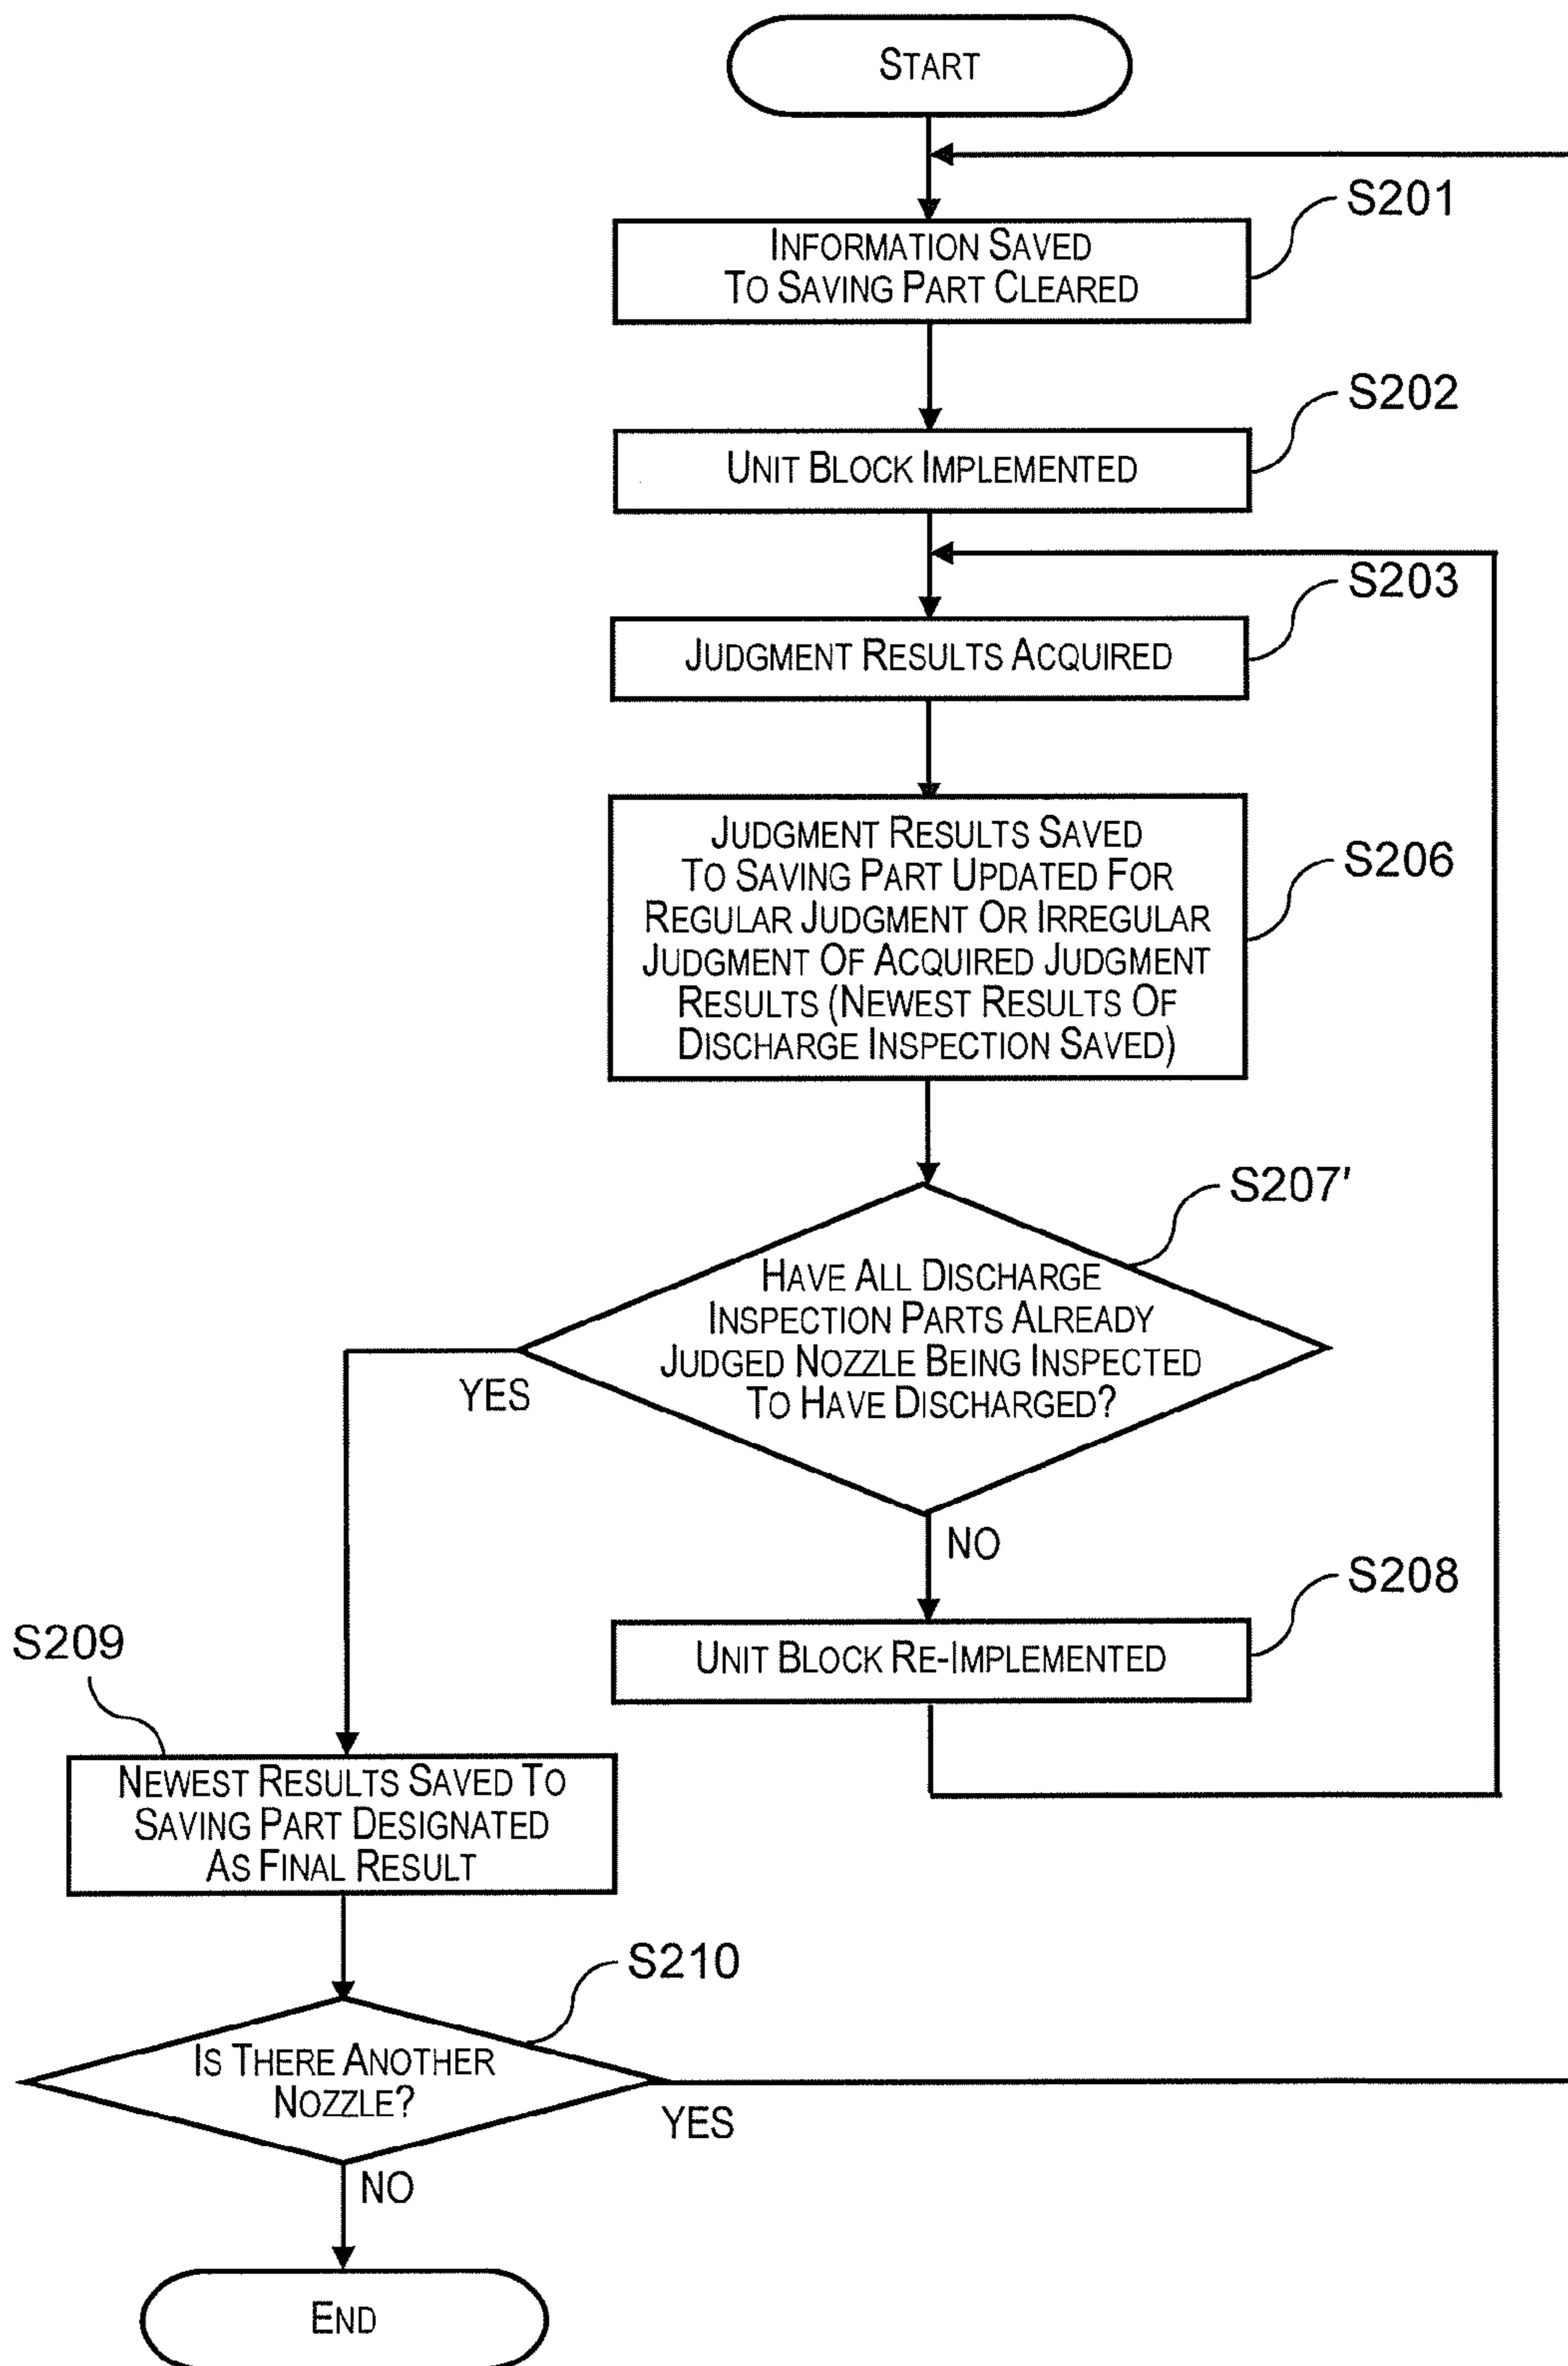 START
S201
INFORMATION SAVED
TO SAVING PART CLEARED
S202
UNIT BLOCK IMPLEMENTED
S203
JUDGMENT RESULTS ACQUIRED
S206
JUDGMENT RESULTS SAVED
TO SAVING PART UPDATED FOR
REGULAR JUDGMENT OR IRREGULAR
JUDGMENT OF ACQUIRED JUDGMENT
RESULTS (NEWEST RESULTS OF
DISCHARGE INSPECTION SAVED)
S207'
HAVE ALL DISCHARGE
INSPECTION PARTS ALREADY
JUDGED NOZZLE BEING INSPECTED
TO HAVE DISCHARGED?
YES
NO
S208
UNIT BLOCK RE-IMPLEMENTED
S209
NEWEST RESULTS SAVED TO
SAVING PART DESIGNATED
AS FINAL RESULT
S210
IS THERE ANOTHER
NOZZLE?
YES
NO
END